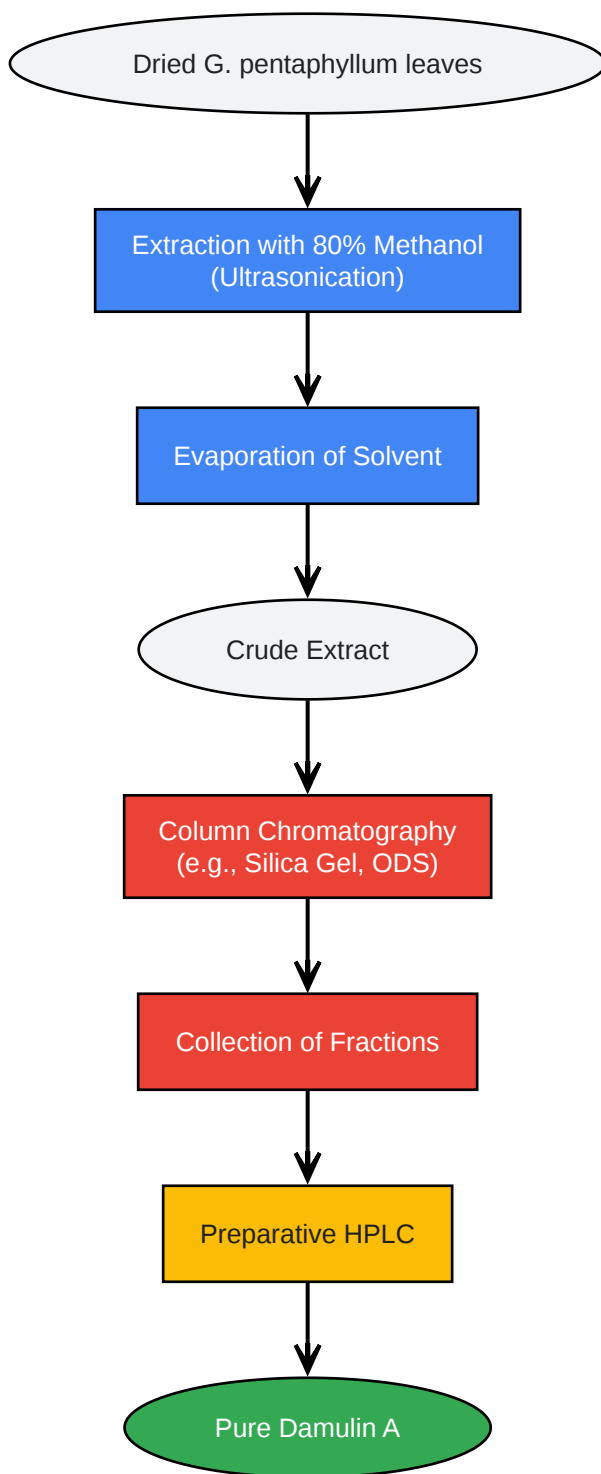 Dried G. pentaphyllum leaves
Extraction with 80% Methanol
(Ultrasonication)
Evaporation of Solvent
Crude Extract
Column Chromatography
(e.g., Silica Gel, ODS)
Collection of Fractions
Preparative HPLC
Pure Damulin A